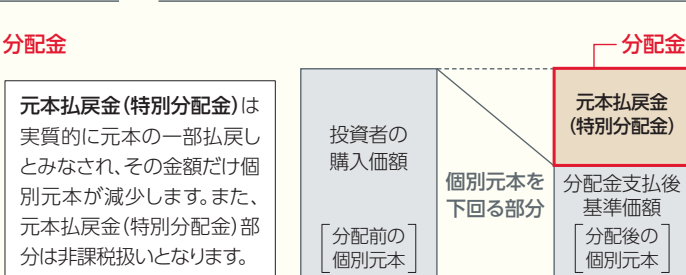 分配金
元本払戻金(特別分配金)は
実質的に元本の一部払戻し
とみなされ、その金額だけ個
別元本が減少します。また、
元本払戻金(特別分配金)部
分は非課税扱いとなります。
投資者の
購入価額
分配前の
個別元本
個別元本を
下回る部分
分配金
元本払戻金
(特別分配金)
分配金支払後
基準価額
分配後の
個別元本